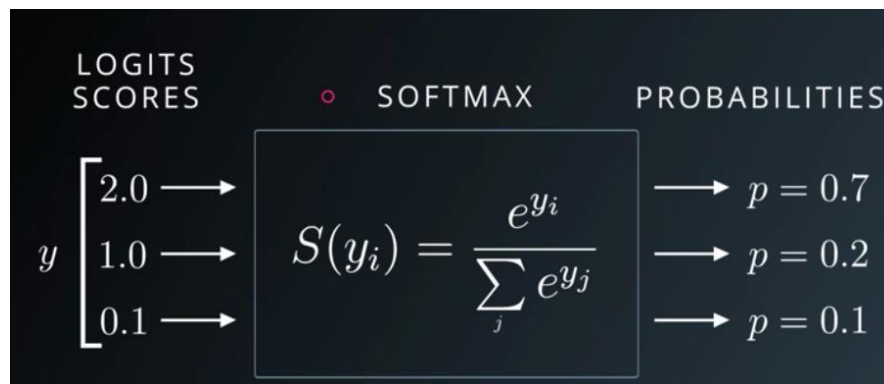 LOGITS
SCORES
SOFTMAX
PROBABILITIES
y
2.0
1.0
0.1
S(y_i) = e^{y_i} / \sum_j e^{y_j}
p = 0.7
p = 0.2
p = 0.1